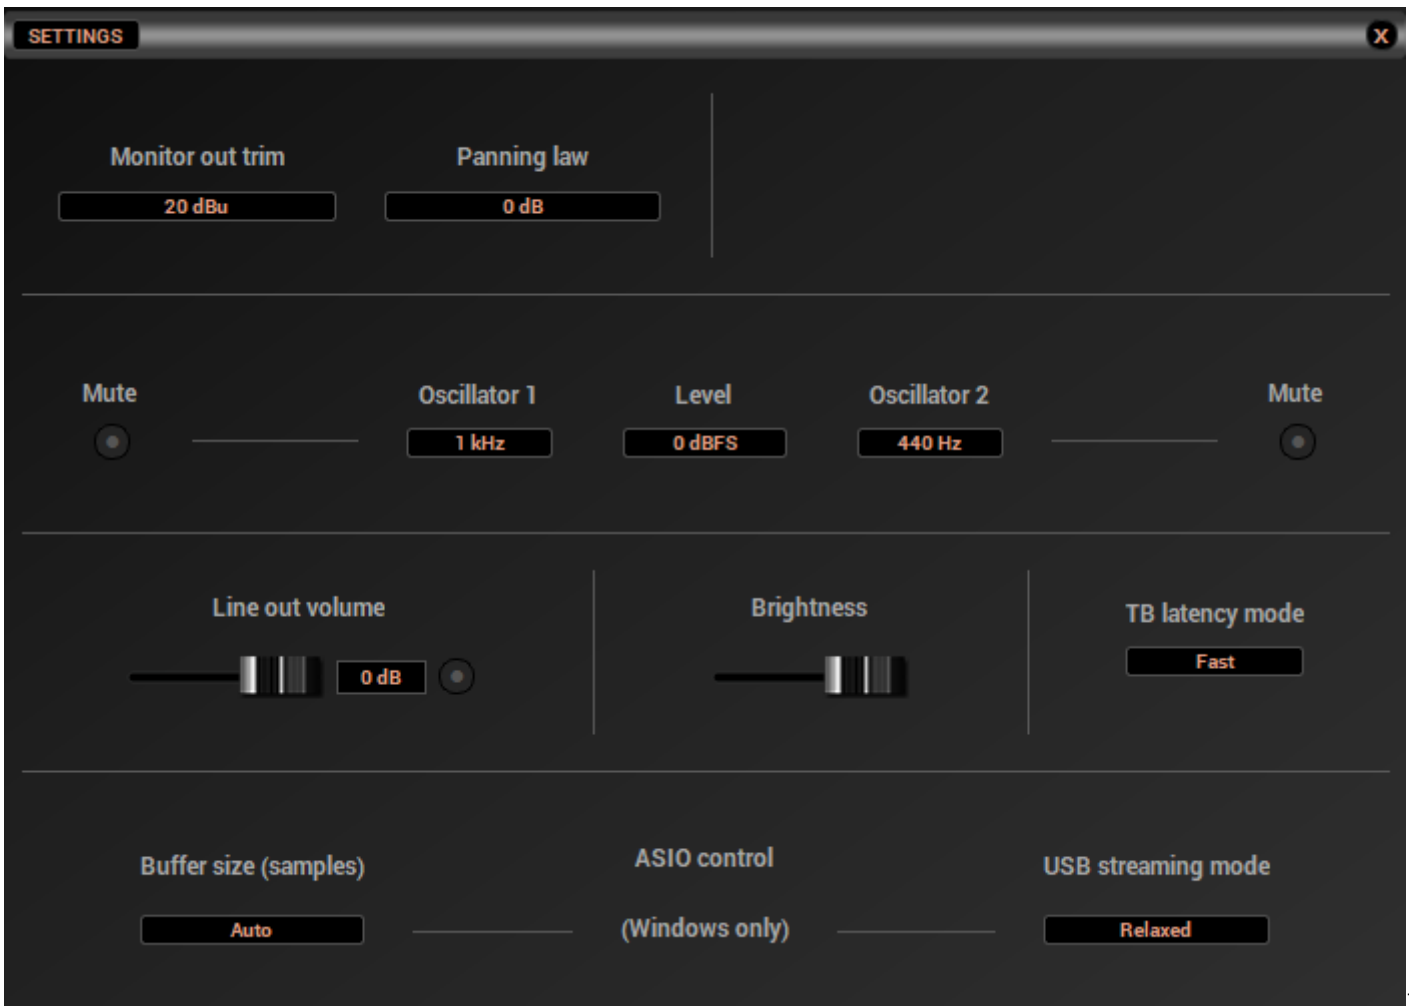 SETTINGS
X
Monitor out trim
Panning law
20 dBu
0 dB
Mute
Oscillator 1
Level
Oscillator 2
Mute
1 kHz
0 dBFS
440 Hz
Line out volume
Brightness
TB latency mode
0 dB
Fast
Buffer size (samples)
ASIO control
USB streaming mode
Auto
(Windows only)
Relaxed